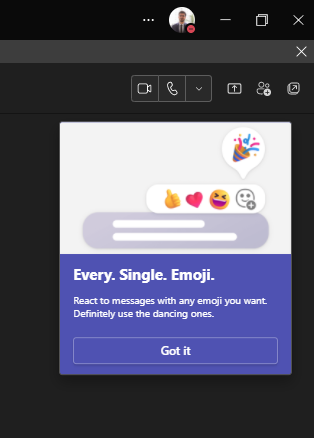 Every. Single. Emoji.
React to messages with any emoji you want.
Definitely use the dancing ones.
Got it